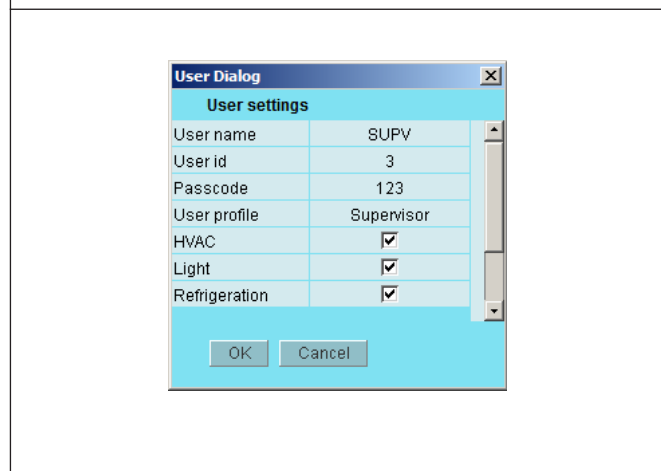 User Dialog
User settings
User name SUPV
User id 3
Passcode 123
User profile Supervisor
HVAC
Light
Refrigeration
OK Cancel